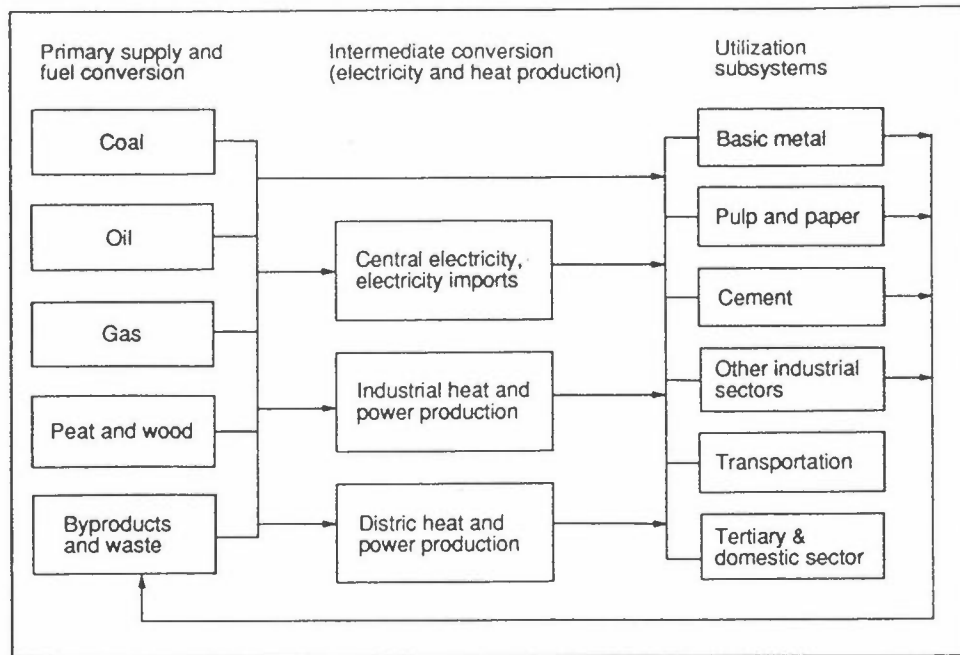 Primary supply and
fuel conversion
Intermediate conversion
(electricity and heat production)
Utilization
subsystems
Coal
Oil
Gas
Peat and wood
Byproducts
and waste
Central electricity,
electricity imports
Industrial heat and
power production
Distric heat and
power production
Basic metal
Pulp and paper
Cement
Other industrial
sectors
Transportation
Tertiary &
domestic sector